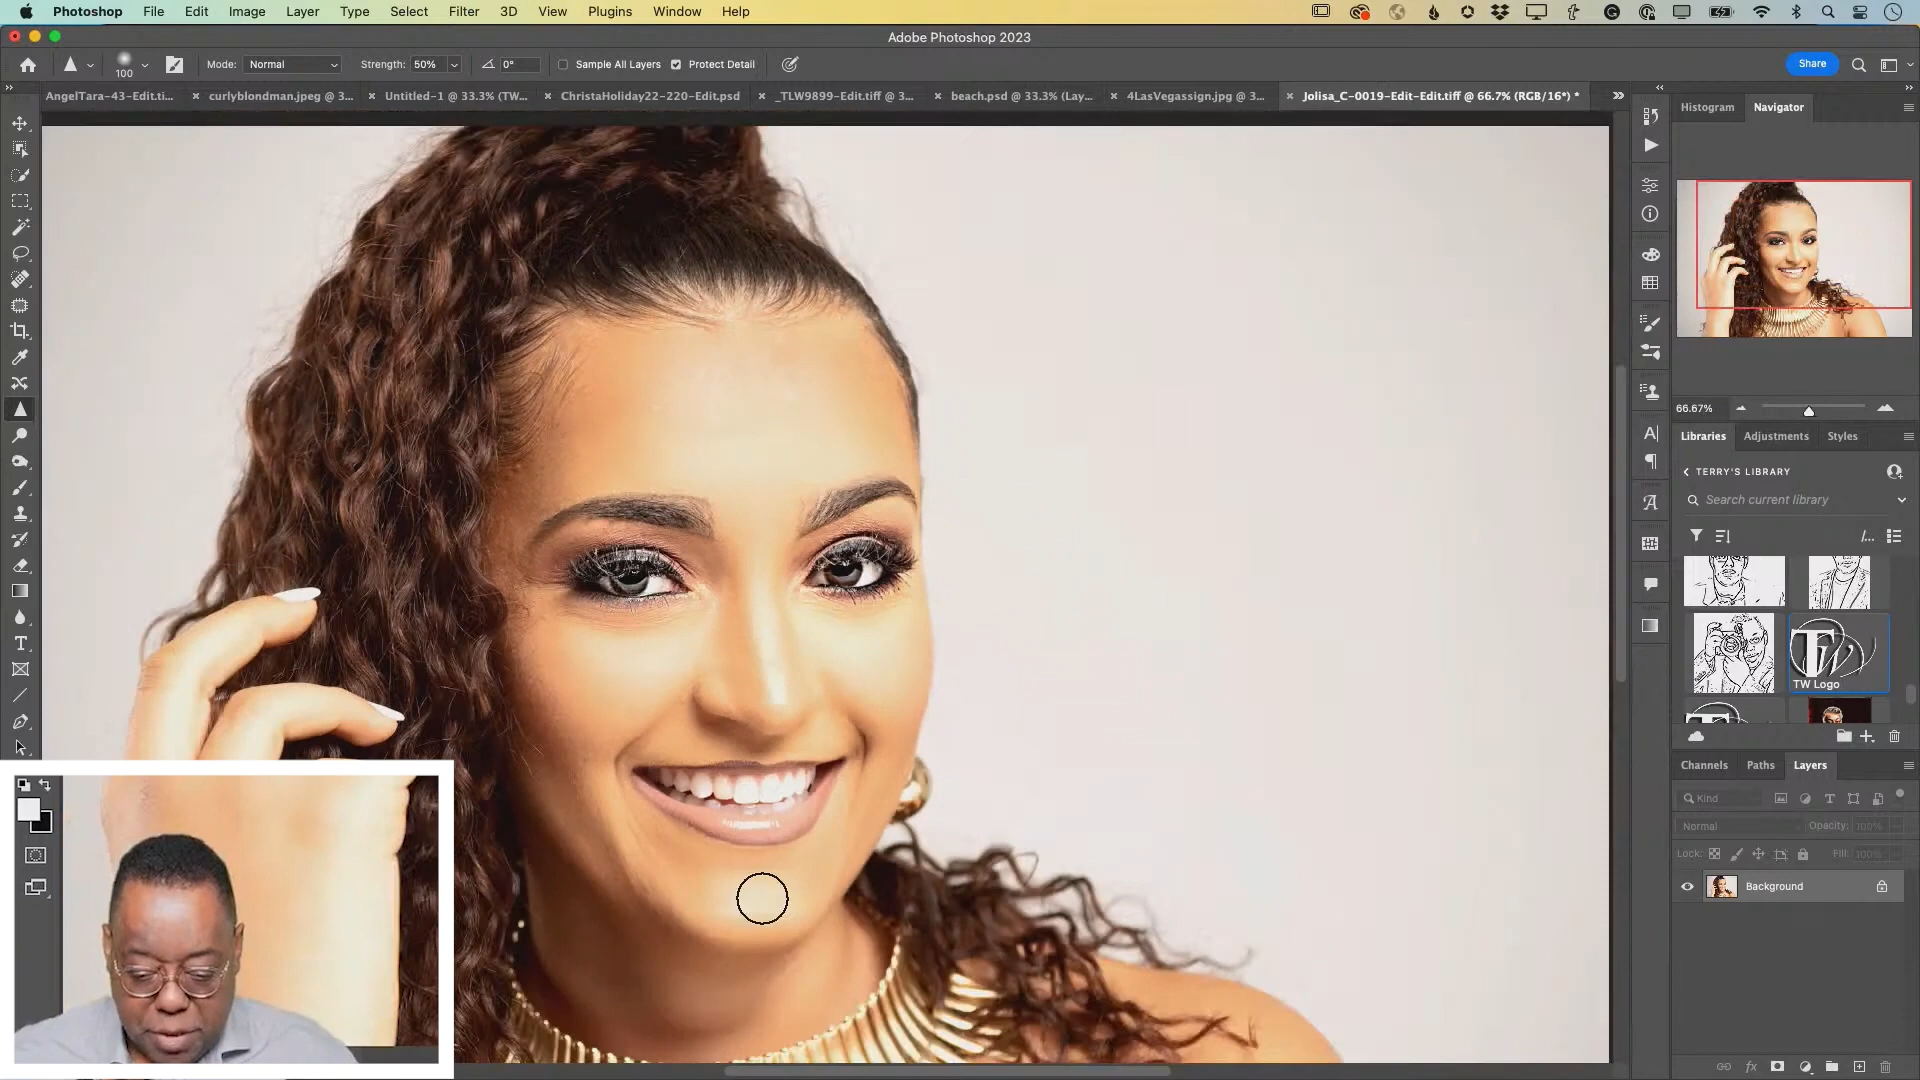 Photoshop File Edit Image Layer Type Select Filter 3D View Plugins Window Help
Adobe Photoshop 2023
100 Mode: Normal Strength: 50% 0° Sample All Layers Protect Detail Share
AngelTara-43-Edit.ti... curlyblondman.jpeg @ 3... Untitled-1 @ 33.3% (TW... ChristaHoliday22-220-Edit.psd _TLW9899-Edit.tiff @ 3... beach.psd @ 33.3% (Lay... 4LasVegassign.jpg @ 3... Jolisa_C-0019-Edit-Edit.tiff @ 66.7% (RGB/16*) *
Histogram Navigator
66.67%
Libraries Adjustments Styles
TERRY'S LIBRARY
Search current library
TW Logo
Channels Paths Layers
Kind
Normal Opacity: 100%
Lock: Fill: 100%
Background
fx